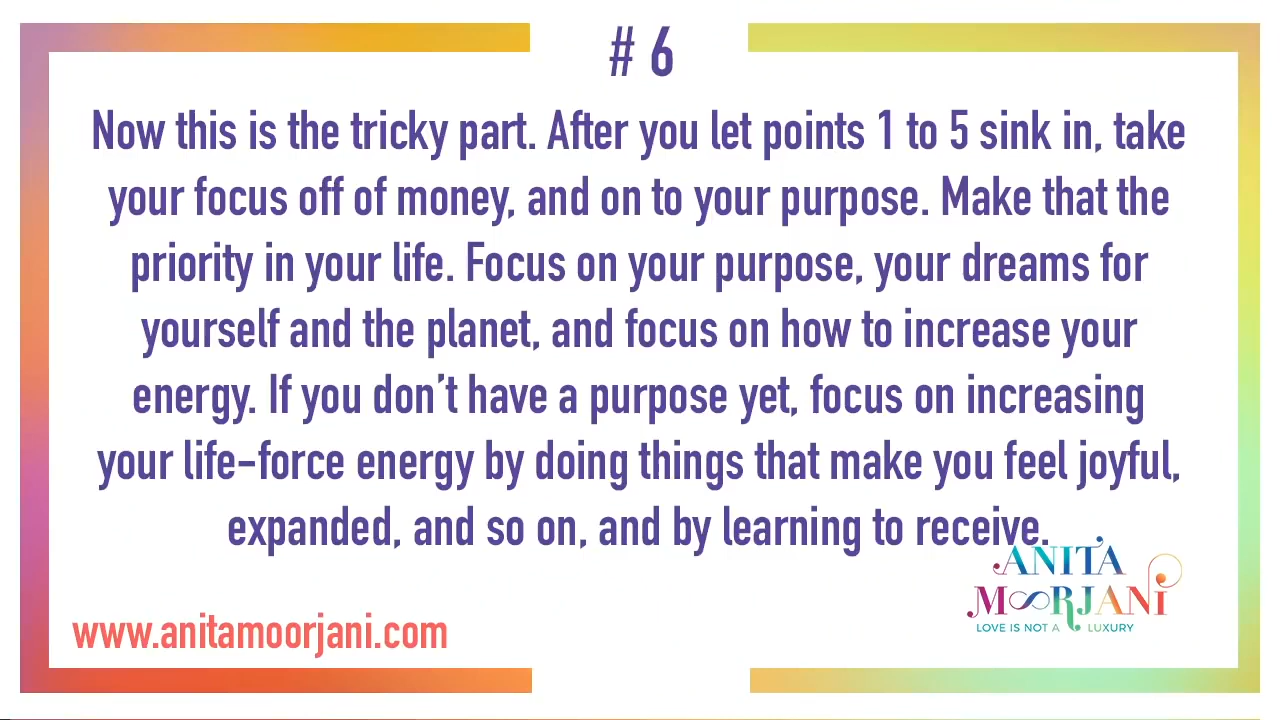 # 6
Now this is the tricky part. After you let points 1 to 5 sink in, take
your focus off of money, and on to your purpose. Make that the
priority in your life. Focus on your purpose, your dreams for
yourself and the planet, and focus on how to increase your
energy. If you don’t have a purpose yet, focus on increasing
your life-force energy by doing things that make you feel joyful,
expanded, and so on, and by learning to receive.
ANITA
MOORJANI
LOVE IS NOT A LUXURY
www.anitamoorjani.com